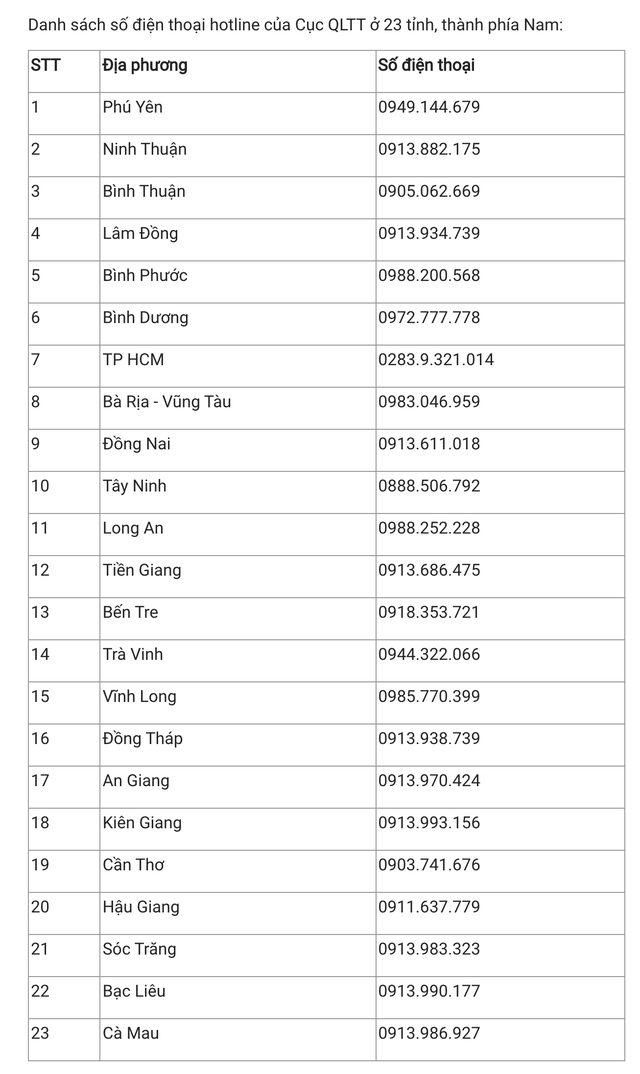 Danh sách số điện thoại hotline của Cục QLTT ở 23 tỉnh, thành phía Nam:
STT Địa phương Số điện thoại
1 Phú Yên 0949.144.679
2 Ninh Thuận 0913.882.175
3 Bình Thuận 0905.062.669
4 Lâm Đồng 0913.934.739
5 Bình Phước 0988.200.568
6 Bình Dương 0972.777.778
7 TP HCM 0283.9.321.014
8 Bà Rịa - Vũng Tàu 0983.046.959
9 Đồng Nai 0913.611.018
10 Tây Ninh 0888.506.792
11 Long An 0988.252.228
12 Tiền Giang 0913.686.475
13 Bến Tre 0918.353.721
14 Trà Vinh 0944.322.066
15 Vĩnh Long 0985.770.399
16 Đồng Tháp 0913.938.739
17 An Giang 0913.970.424
18 Kiên Giang 0913.993.156
19 Cần Thơ 0903.741.676
20 Hậu Giang 0911.637.779
21 Sóc Trăng 0913.983.323
22 Bạc Liêu 0913.990.177
23 Cà Mau 0913.986.927